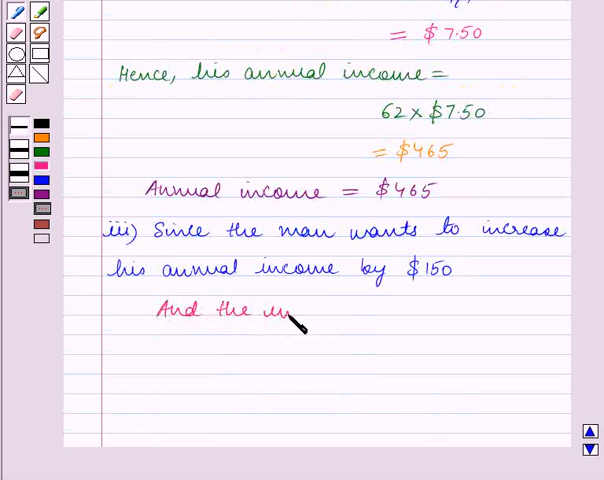 = $7.50
Hence, his annual income =
62 x $7.50
= $465
Annual income = $465
iii) Since the man wants to increase
his annual income by $150
And the